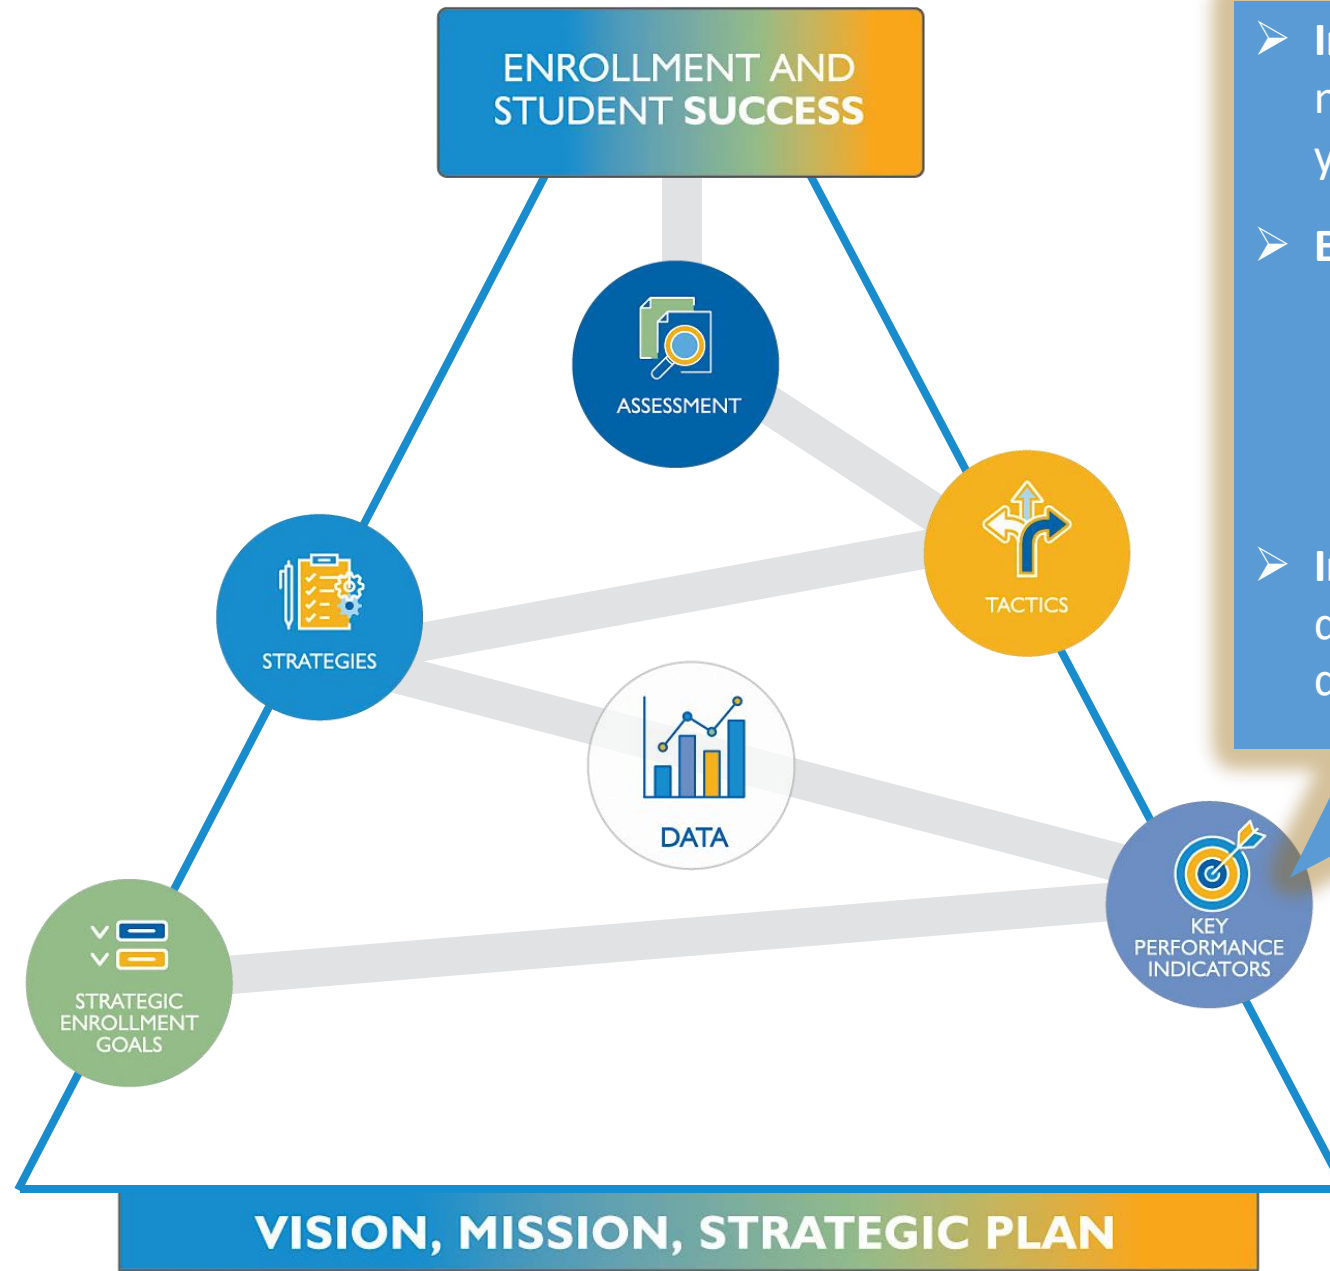 ENROLLMENT AND
STUDENT SUCCESS
ASSESSMENT
TACTICS
STRATEGIES
DATA
KEY
PERFORMANCE
INDICATORS
STRATEGIC
ENROLLMENT
GOALS
VISION, MISSION, STRATEGIC PLAN